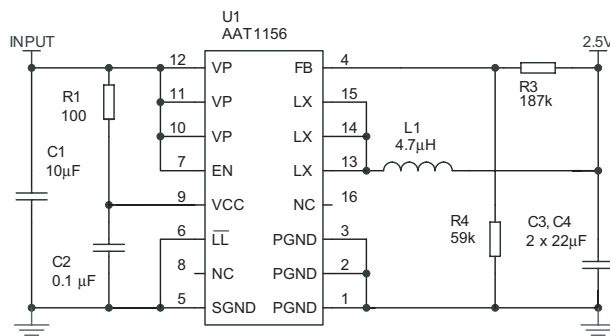 U1
AAT1156
INPUT
2.5V
12 VP FB 4
R1
100
R3
187k
11 VP LX 15
10 VP LX 14
L1
4.7μH
7 EN LX 13
C1
10μF
9 VCC NC 16
6 LL PGND 3
R4
59k
C3, C4
2 x 22μF
C2
0.1 μF
8 NC PGND 2
5 SGND PGND 1